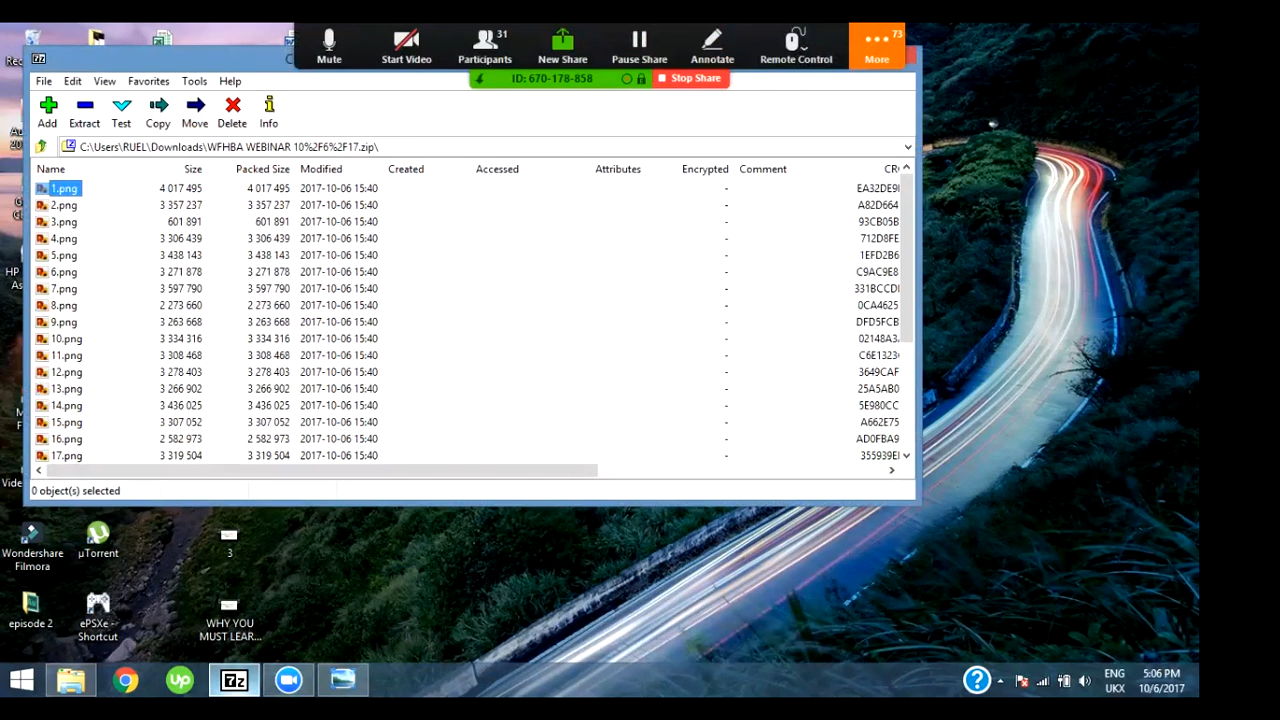 31
73
Mute
Start Video
Participants
New Share
Pause Share
Annotate
Remote Control
More
ID: 670-178-858
Stop Share
File Edit View Favorites Tools Help
Add Extract Test Copy Move Delete Info
C:\Users\RUEL\Downloads\WFHBA WEBINAR 10%2F6%2F17.zip\
Name Size Packed Size Modified Created Accessed Attributes Encrypted Comment
1.png 4 017 495 4 017 495 2017-10-06 15:40 - EA32DE9
2.png 3 357 237 3 357 237 2017-10-06 15:40 - A82D664
3.png 601 891 601 891 2017-10-06 15:40 - 93CB05B
4.png 3 306 439 3 306 439 2017-10-06 15:40 - 712D8FE
5.png 3 438 143 3 438 143 2017-10-06 15:40 - 1EFD2B6
6.png 3 271 878 3 271 878 2017-10-06 15:40 - C9AC9E8
7.png 3 597 790 3 597 790 2017-10-06 15:40 - 331BCCD
8.png 2 273 660 2 273 660 2017-10-06 15:40 - 0CA4625
9.png 3 263 668 3 263 668 2017-10-06 15:40 - DFD5FCB
10.png 3 334 316 3 334 316 2017-10-06 15:40 - 02148A3
11.png 3 308 468 3 308 468 2017-10-06 15:40 - C6E1323
12.png 3 278 403 3 278 403 2017-10-06 15:40 - 3649CAF
13.png 3 266 902 3 266 902 2017-10-06 15:40 - 25A5AB0
14.png 3 436 025 3 436 025 2017-10-06 15:40 - 5E980CC
15.png 3 307 052 3 307 052 2017-10-06 15:40 - A662E75
16.png 2 582 973 2 582 973 2017-10-06 15:40 - AD0FBA9
17.png 3 319 504 3 319 504 2017-10-06 15:40 - 355939E
0 object(s) selected
Wondershare
Filmora
µTorrent
3
episode 2
ePSXe -
Shortcut
WHY YOU
MUST LEAR...
Up
7z
ENG
UKX
5:06 PM
10/6/2017